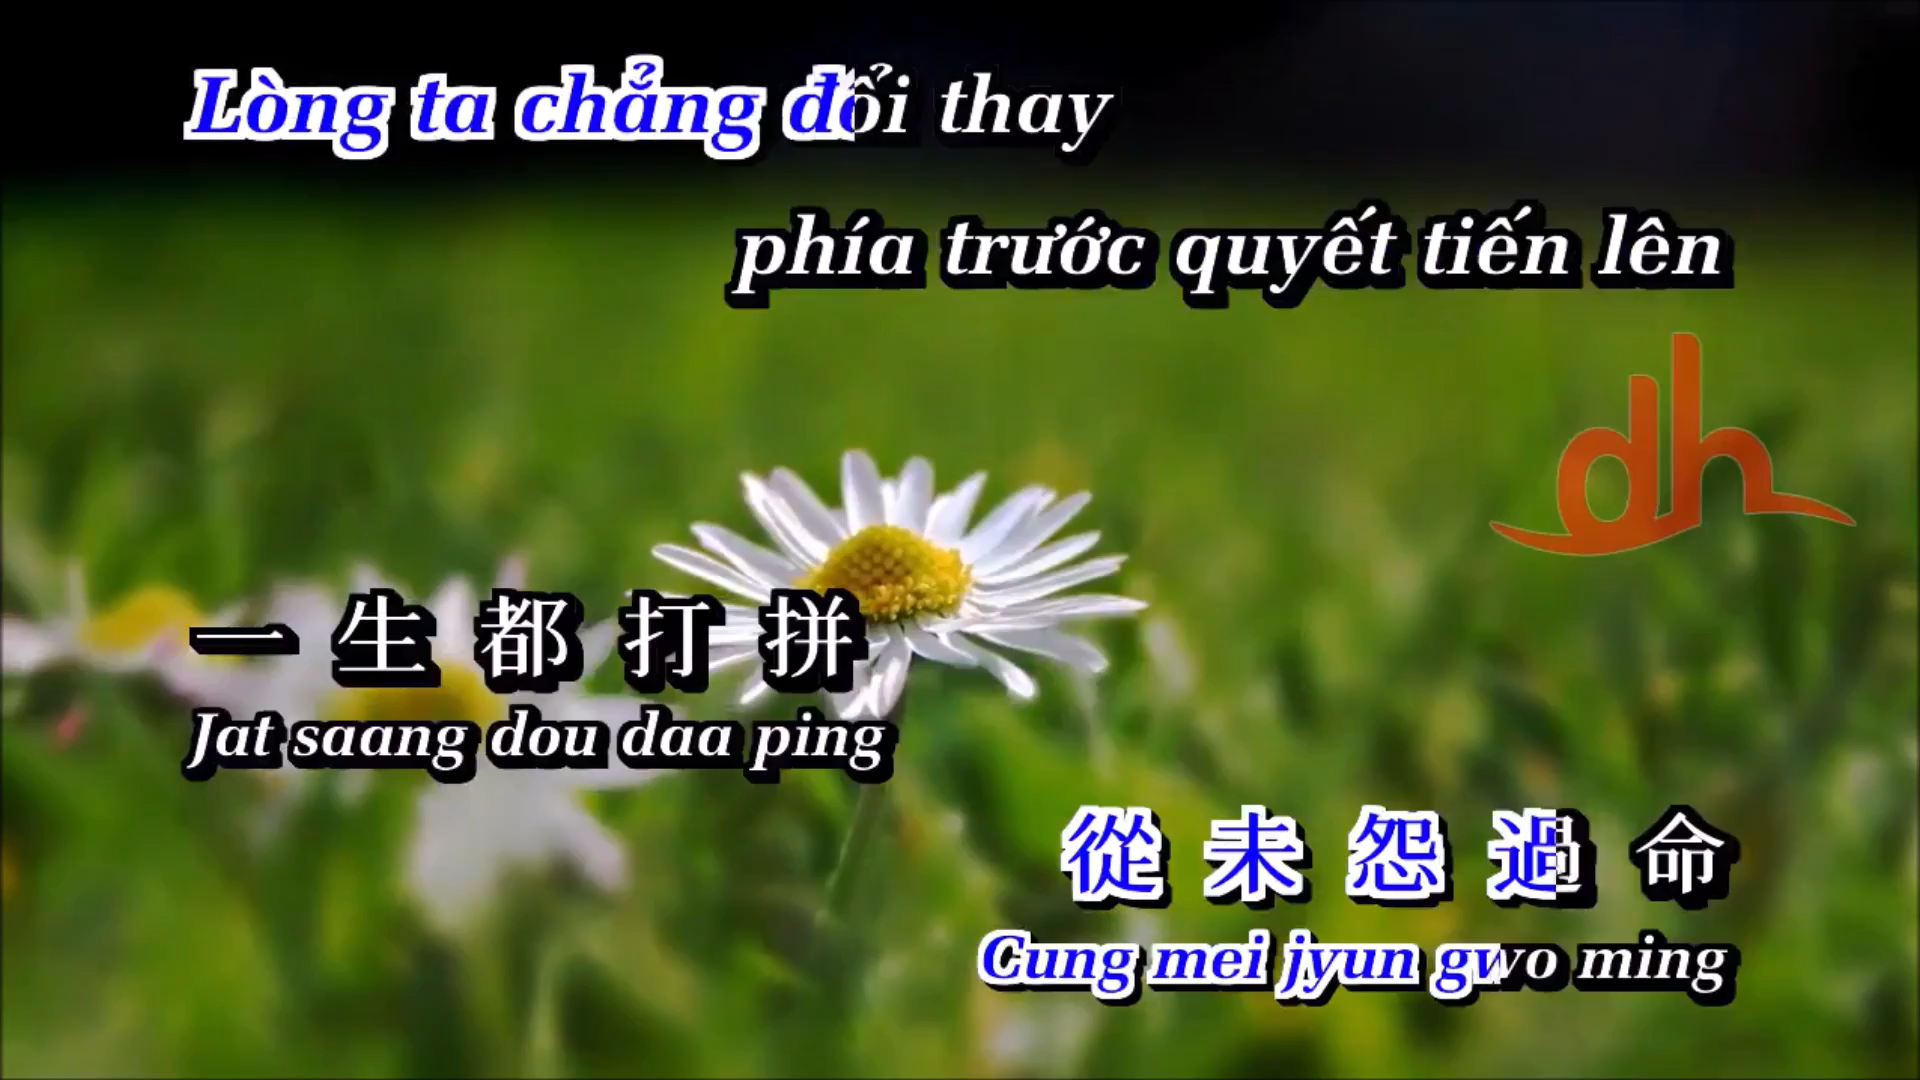 Lòng ta chẳng đổi thay
phía trước quyết tiến lên
dh
一生都打拼
Jat saang dou daa ping
從未怨過命
Cung mei jyun gwo ming